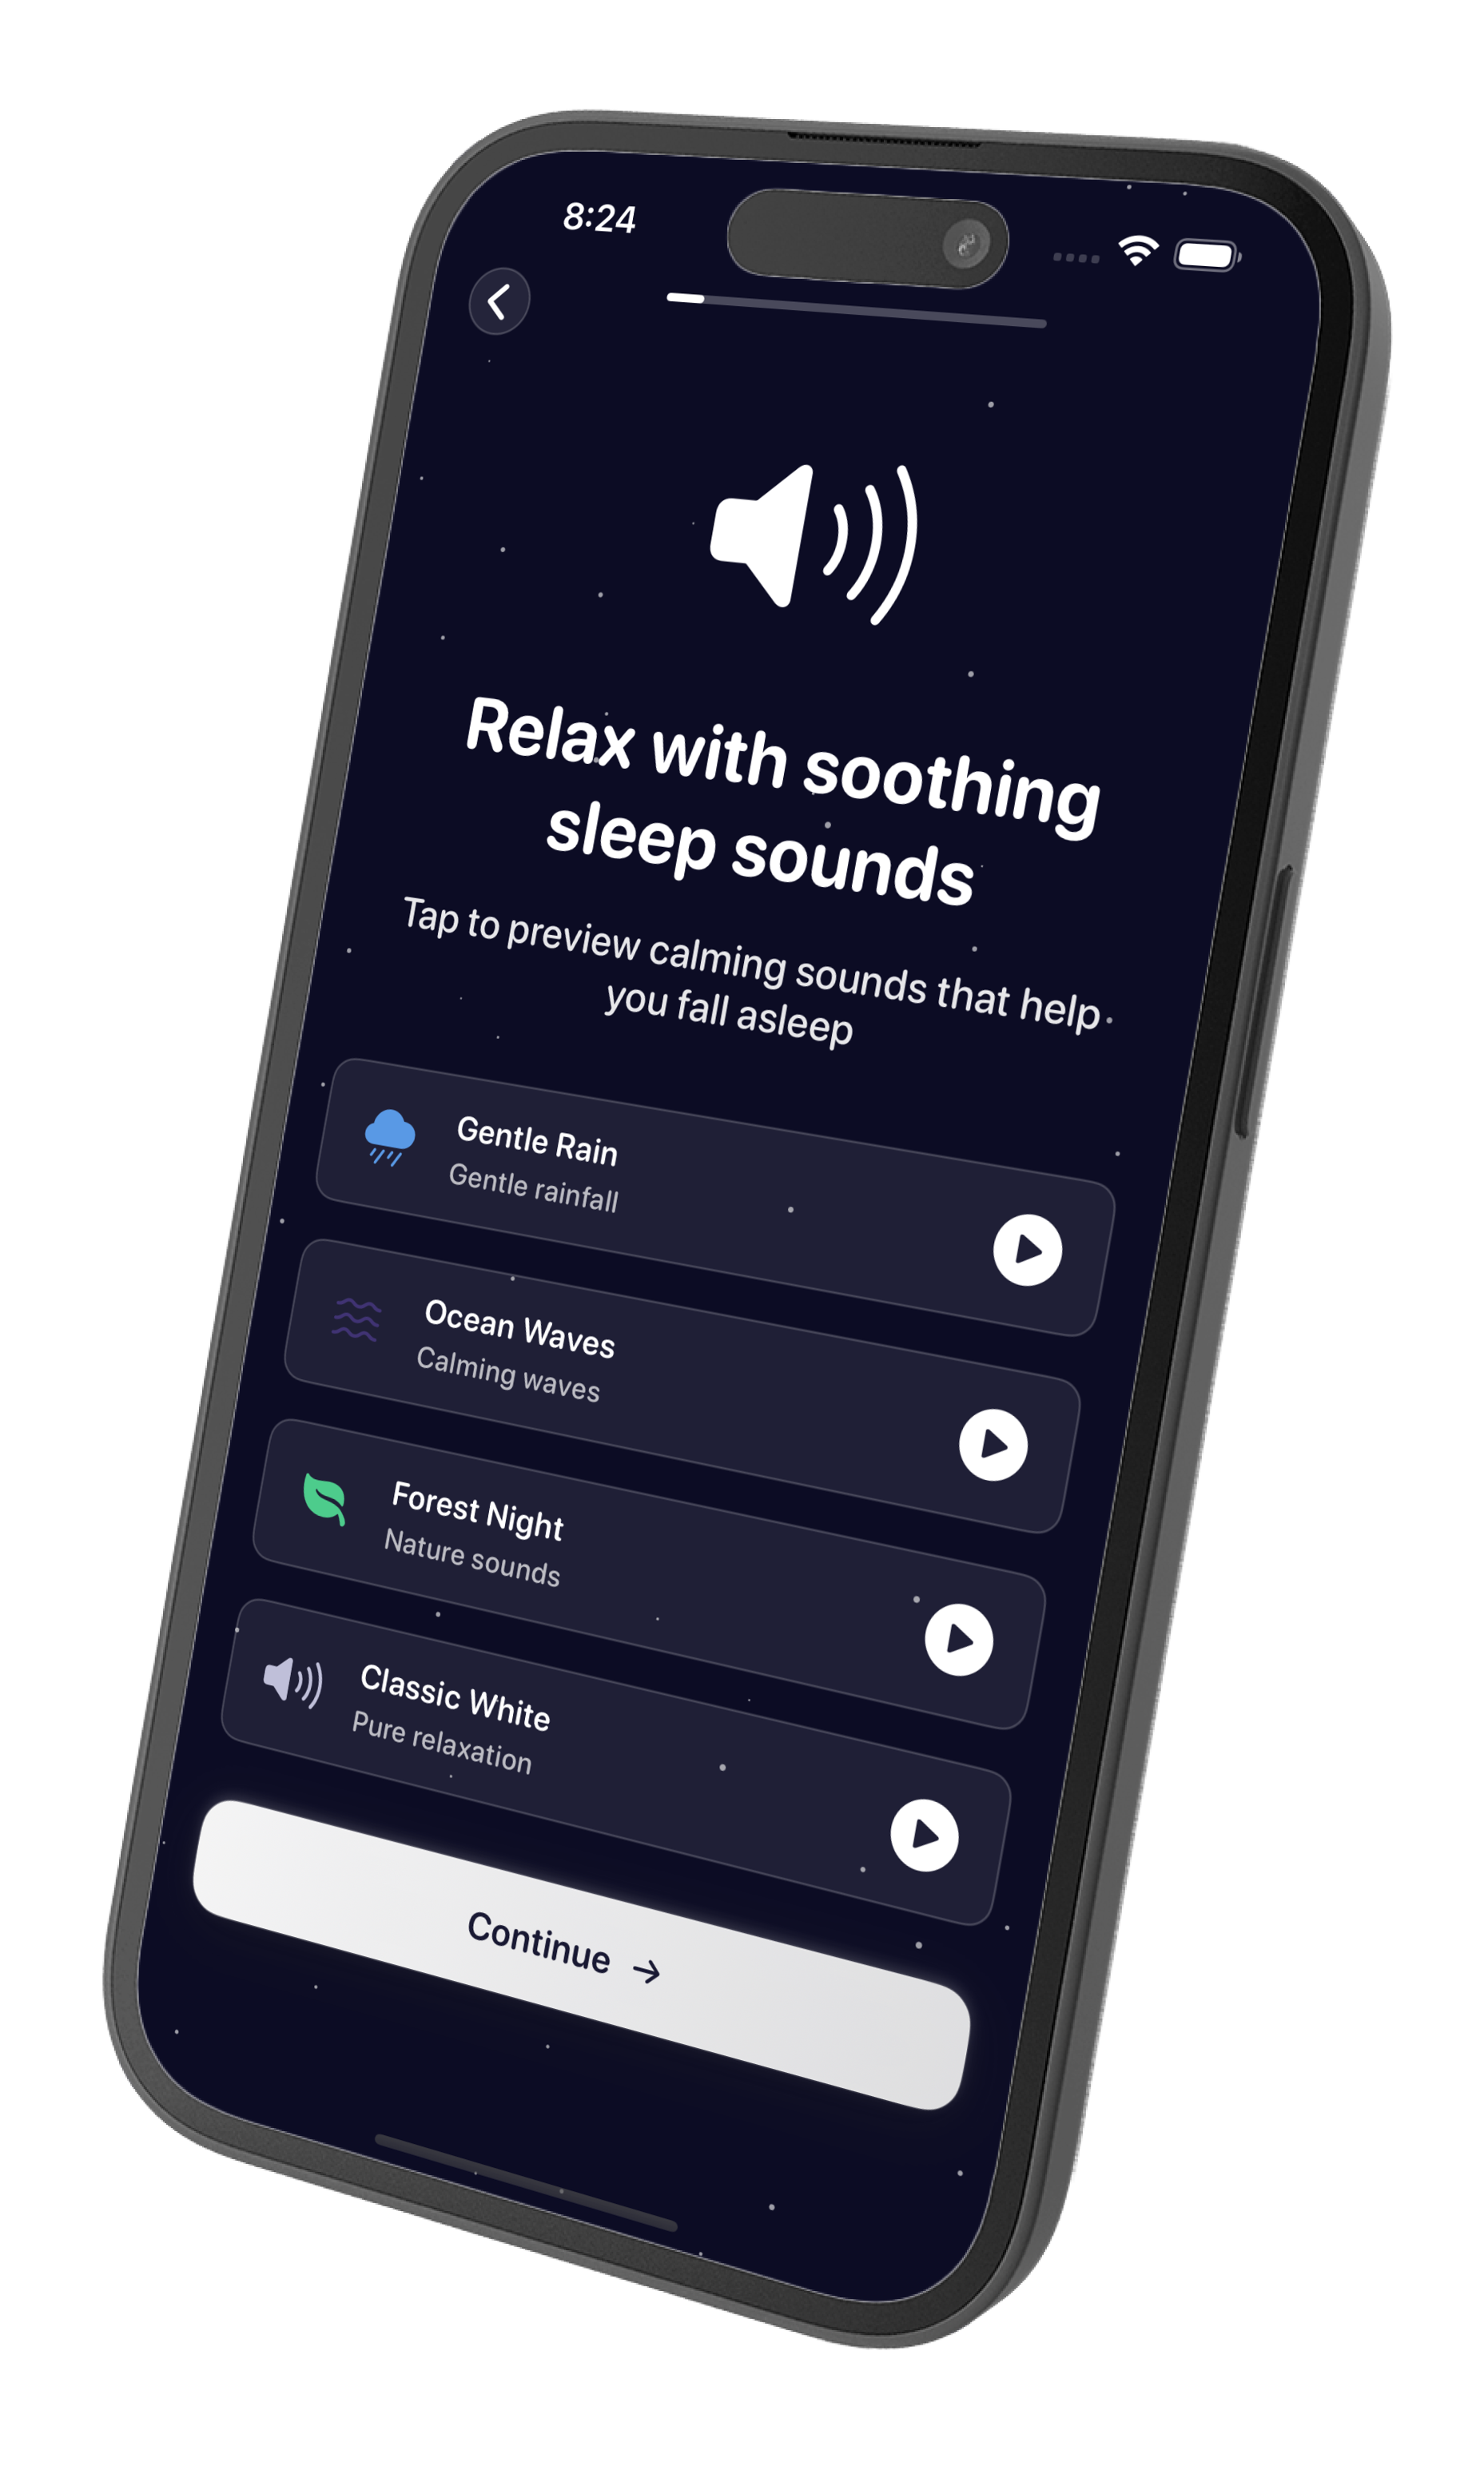 8:24
Relax with soothing
sleep sounds
Tap to preview calming sounds that help
you fall asleep
Gentle Rain
Gentle rainfall
Ocean Waves
Calming waves
Forest Night
Nature sounds
Classic White
Pure relaxation
Continue →